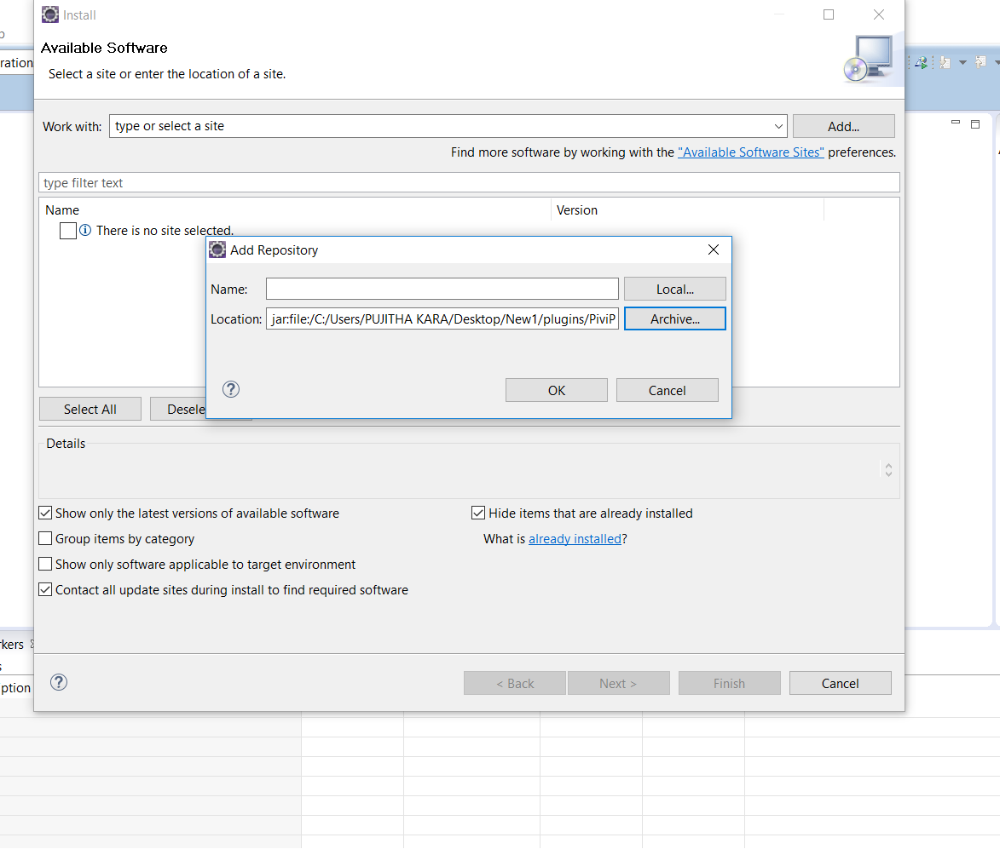 Install
Available Software
Select a site or enter the location of a site.
ration
Work with: type or select a site Add...
Find more software by working with the "Available Software Sites" preferences.
type filter text
Name Version
There is no site selected.
Add Repository
Name: Local...
Location: jar:file:/C:/Users/PUJITHA KARA/Desktop/New1/plugins/PiviP Archive...
OK Cancel
Select All Desele
Details
Show only the latest versions of available software Hide items that are already installed
Group items by category What is already installed?
Show only software applicable to target environment
Contact all update sites during install to find required software
rkers
s
ption
< Back Next > Finish Cancel